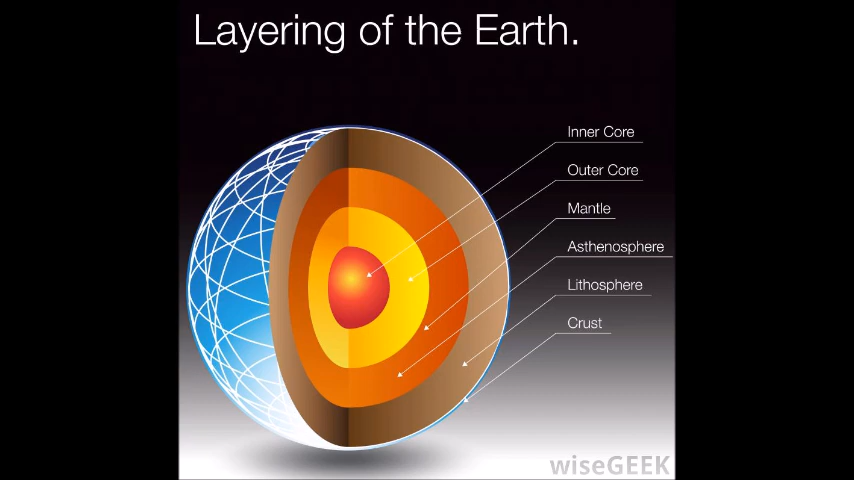 Layering of the Earth.
Inner Core
Outer Core
Mantle
Asthenosphere
Lithosphere
Crust
wiseGEEK